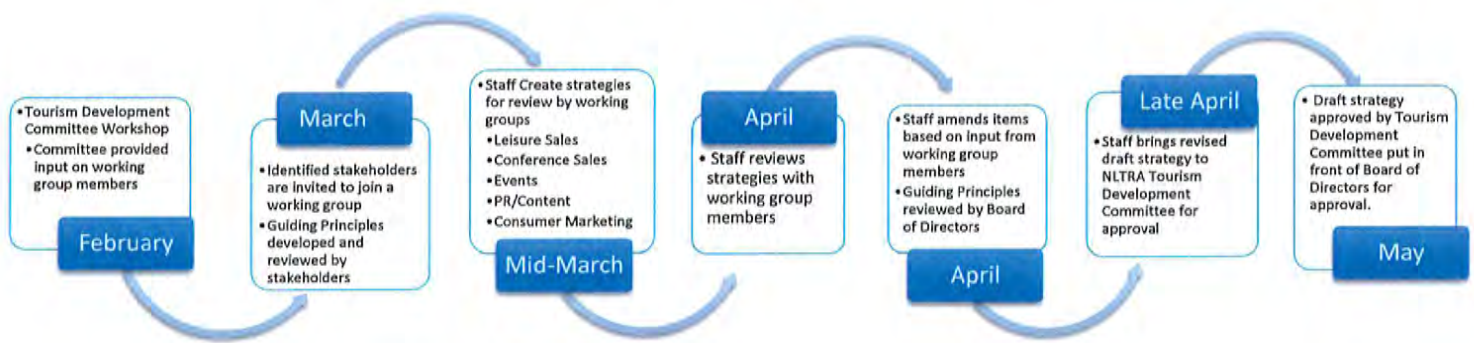 •Tourism Development
Committee Workshop
•Committee provided
input on working
group members
February
March
•Identified stakeholders
are invited to join a
working group
•Guiding Principles
developed and
reviewed by
stakeholders
•Staff Create strategies
for review by working
groups
•Leisure Sales
•Conference Sales
•Events
•PR/Content
•Consumer Marketing
Mid-March
April
• Staff reviews
strategies with
working group
members
•Staff amends items
based on input from
working group
members
•Guiding Principles
reviewed by Board
of Directors
April
Late April
•Staff brings revised
draft strategy to
NLTRA Tourism
Development
Committee for
approval
• Draft strategy
approved by Tourism
Development
Committee put in
front of Board of
Directors for
approval.
May